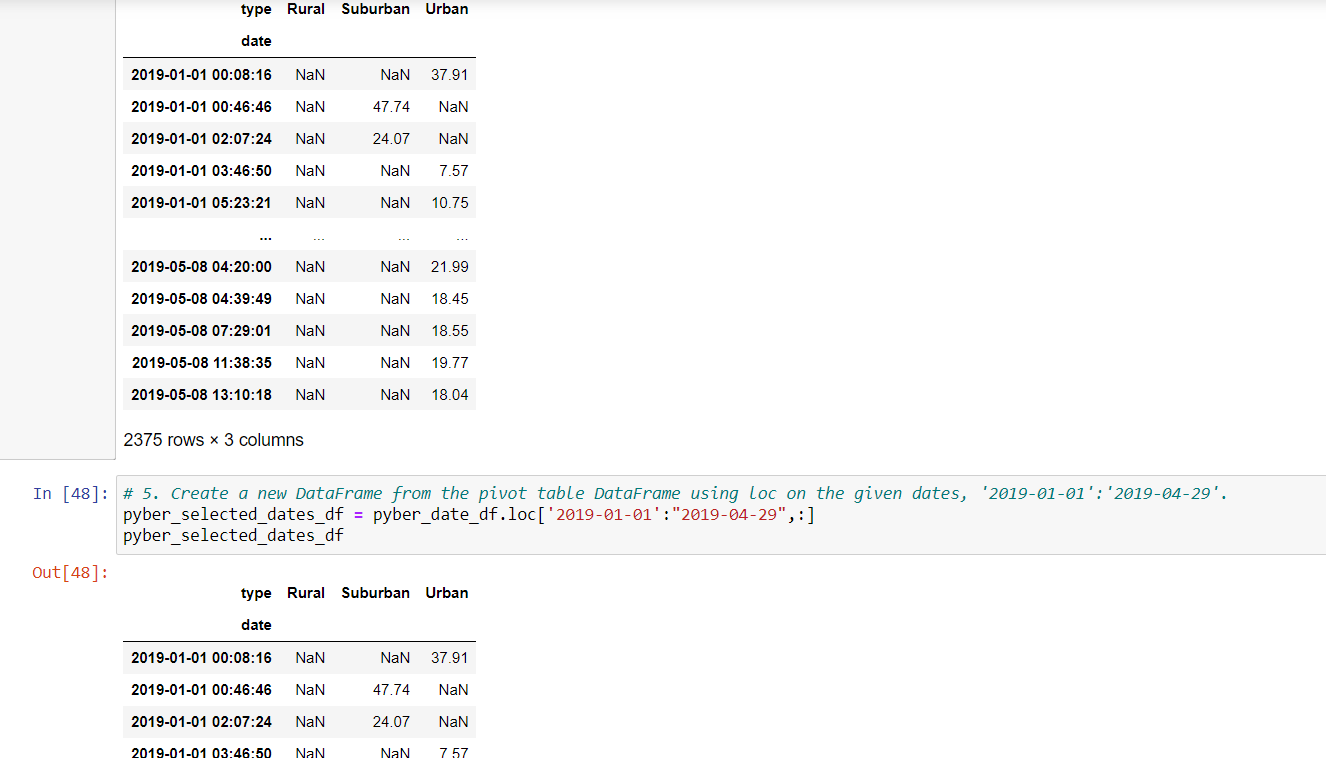 type Rural Suburban Urban
date
2019-01-01 00:08:16 NaN NaN 37.91
2019-01-01 00:46:46 NaN 47.74 NaN
2019-01-01 02:07:24 NaN 24.07 NaN
2019-01-01 03:46:50 NaN NaN 7.57
2019-01-01 05:23:21 NaN NaN 10.75
... ... ... ...
2019-05-08 04:20:00 NaN NaN 21.99
2019-05-08 04:39:49 NaN NaN 18.45
2019-05-08 07:29:01 NaN NaN 18.55
2019-05-08 11:38:35 NaN NaN 19.77
2019-05-08 13:10:18 NaN NaN 18.04
2375 rows × 3 columns
In [48]: # 5. Create a new DataFrame from the pivot table DataFrame using loc on the given dates, '2019-01-01':'2019-04-29'.
pyber_selected_dates_df = pyber_date_df.loc['2019-01-01':"2019-04-29",:]
pyber_selected_dates_df
Out[48]:
type Rural Suburban Urban
date
2019-01-01 00:08:16 NaN NaN 37.91
2019-01-01 00:46:46 NaN 47.74 NaN
2019-01-01 02:07:24 NaN 24.07 NaN
2019-01-01 03:46:50 NaN NaN 7.57